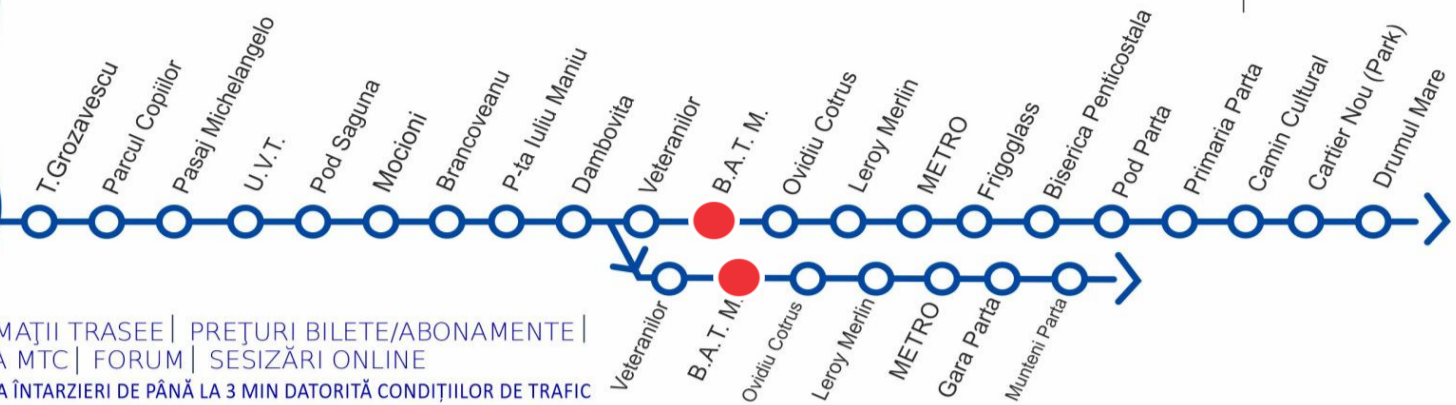 T.Grozavescu
Parcul Copiilor
Pasaj Michelangelo
U.V.T.
Pod Saguna
Mocioni
Brancoveanu
P-ta Iuliu Maniu
Dambovita
Veteranilor
B.A.T. M.
Ovidiu Cotrus
Leroy Merlin
METRO
Frigoglass
Biserica Penticostala
Pod Parta
Primaria Parta
Camin Cultural
Cartier Nou (Park)
Drumul Mare
Veteranilor
B.A.T. M.
Ovidiu Cotrus
Leroy Merlin
METRO
Gara Parta
Munteni Parta
MAȚII TRASEE| PREȚURI BILETE/ABONAMENTE|
A MTC| FORUM| SESIZĂRI ONLINE
A ÎNTARZIERI DE PÂNĂ LA 3 MIN DATORITĂ CONDIȚIILOR DE TRAFIC